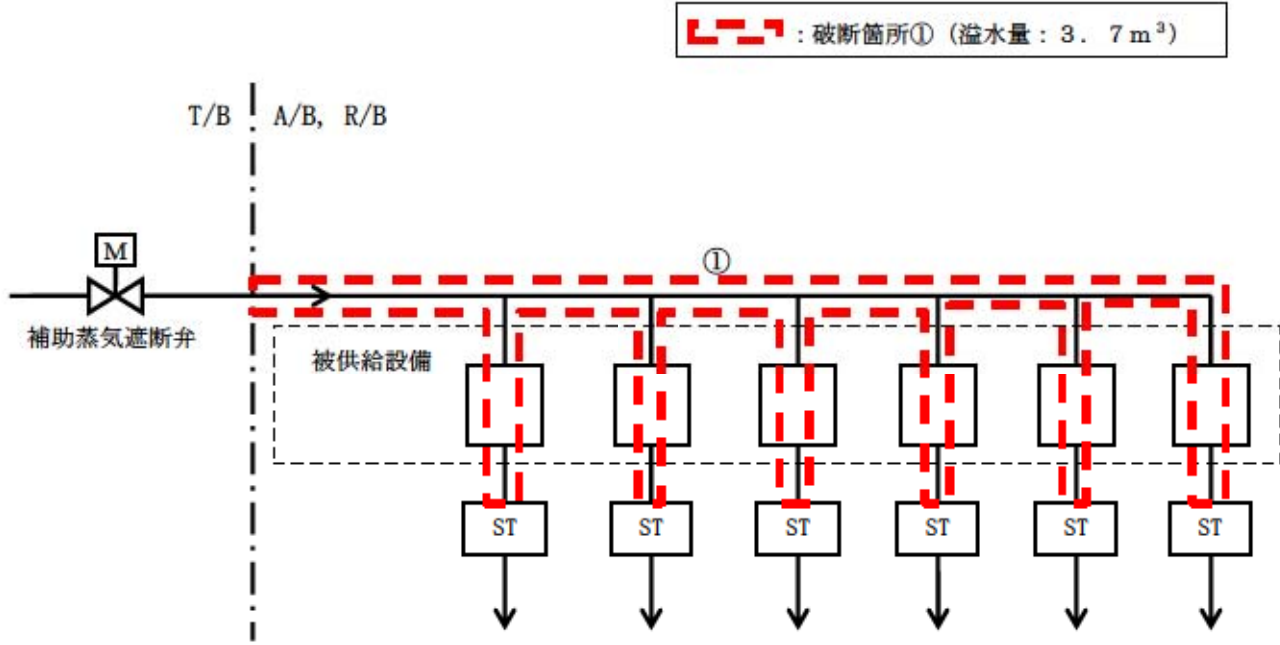 ：破断箇所①（溢水量：３．７ｍ³）
T/B
A/B, R/B
①
M
補助蒸気遮断弁
被供給設備
ST ST ST ST ST ST